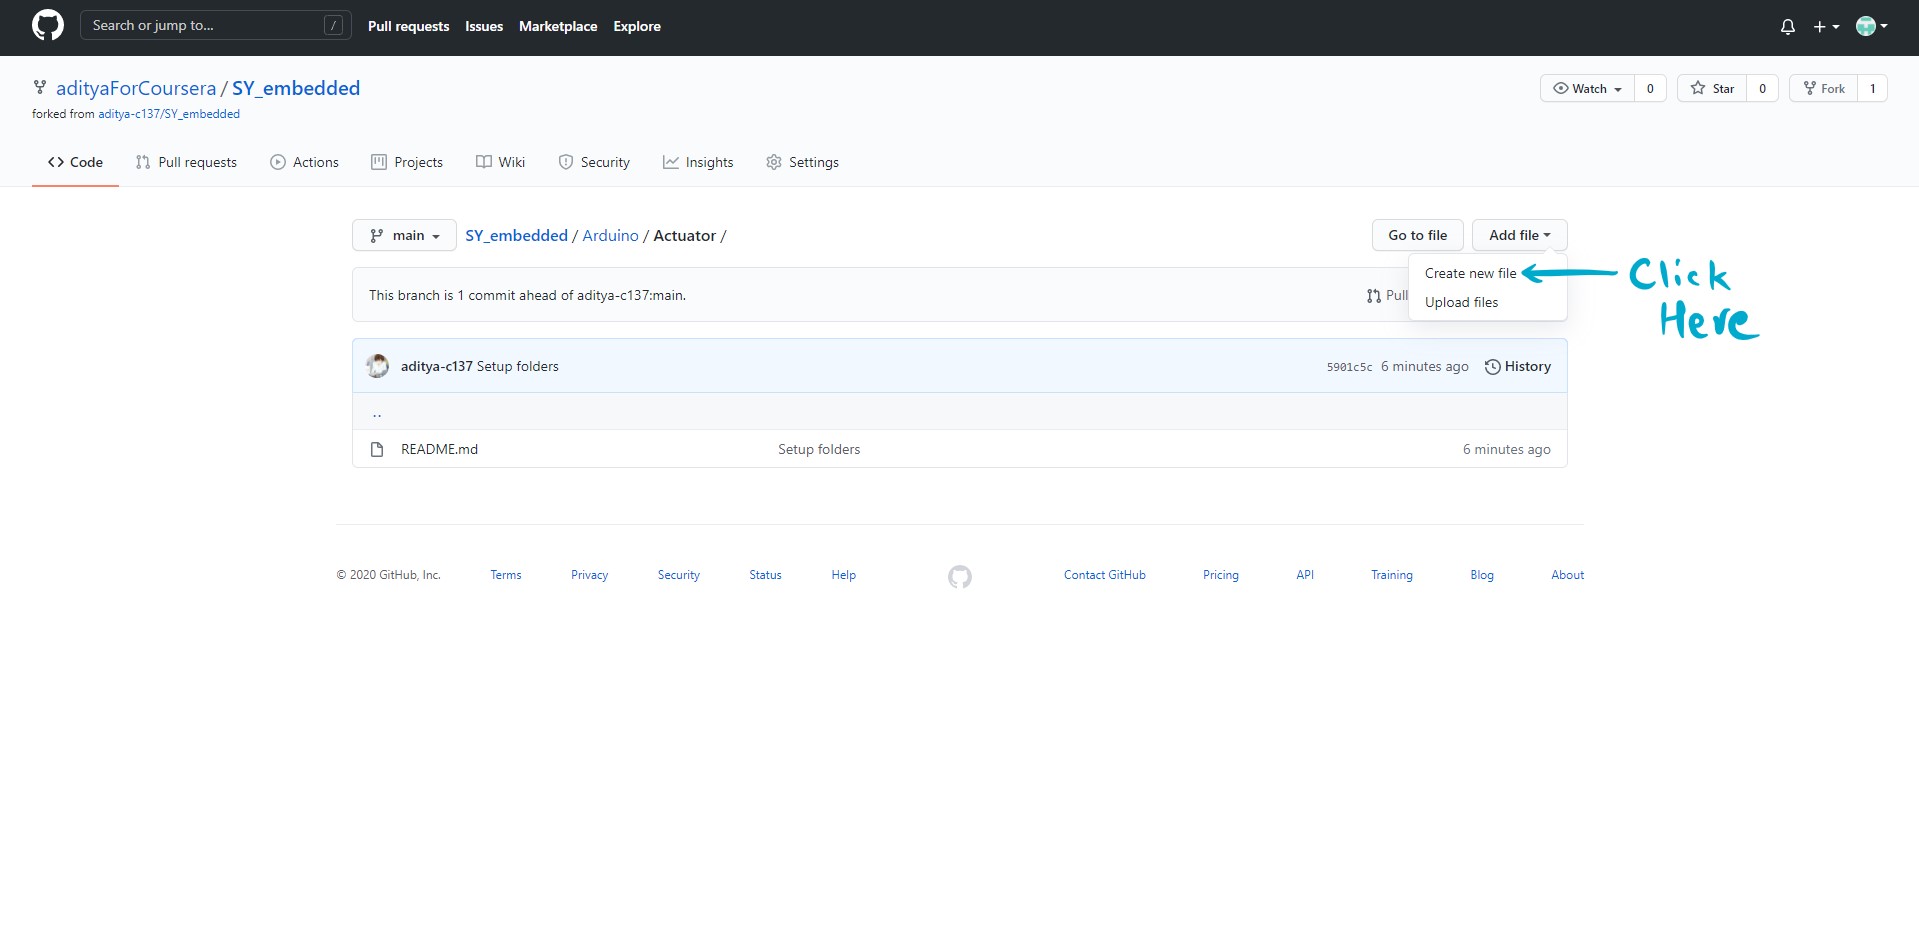 Search or jump to... /
Pull requests Issues Marketplace Explore
adityaForCoursera / SY_embedded
forked from aditya-c137/SY_embedded
Watch 0 Star 0 Fork 1
Code Pull requests Actions Projects Wiki Security Insights Settings
main SY_embedded / Arduino / Actuator /
Go to file Add file
Create new file
Upload files
Click
Here
This branch is 1 commit ahead of aditya-c137:main.
Pull
aditya-c137 Setup folders
5901c5c 6 minutes ago History
..
README.md Setup folders 6 minutes ago
© 2020 GitHub, Inc. Terms Privacy Security Status Help Contact GitHub Pricing API Training Blog About